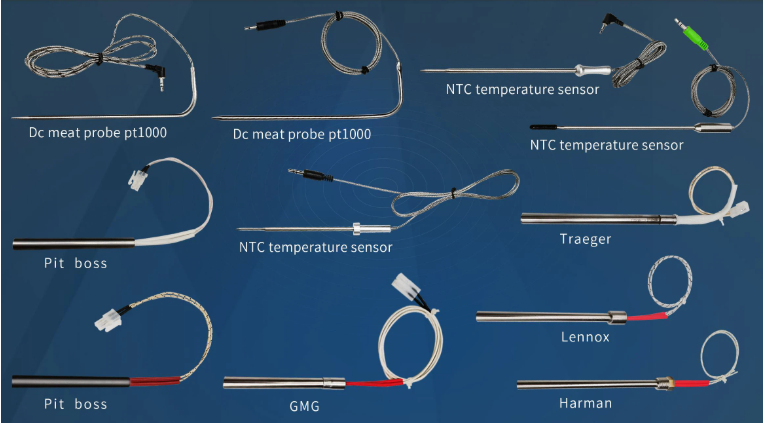 Dc meat probe pt1000
Dc meat probe pt1000
NTC temperature sensor
NTC temperature sensor
Pit boss
NTC temperature sensor
Traeger
Pit boss
GMG
Lennox
Harman